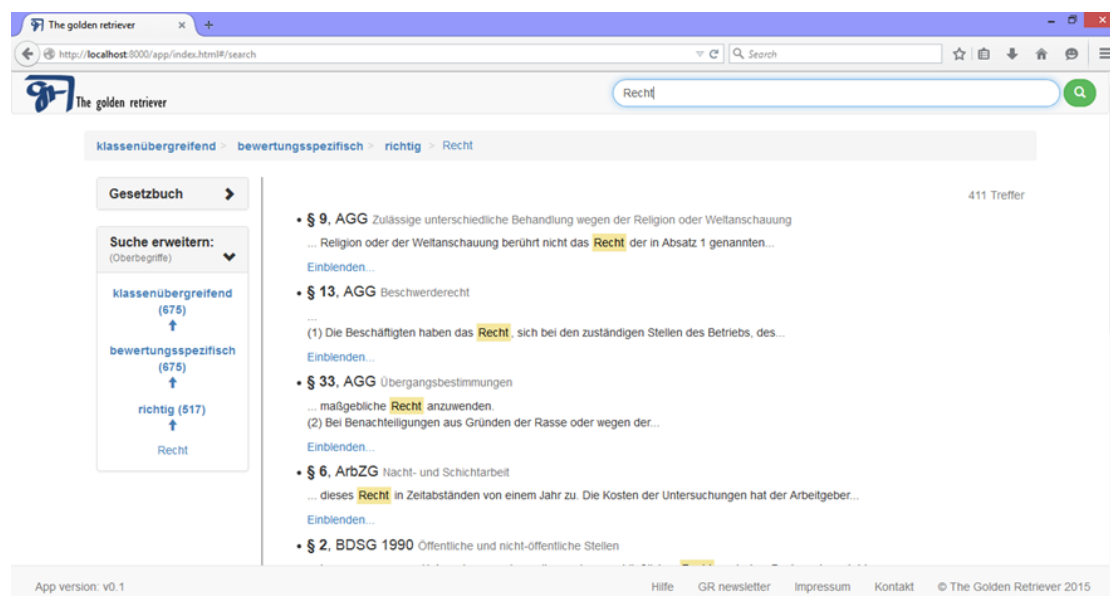 The golden retriever
http://localhost:8000/app/index.html#/search
Search
gr
The golden retriever
Recht
klassenübergreifend > bewertungsspezifisch > richtig > Recht
Gesetzbuch
411 Treffer
Suche erweitern:
(Oberbegriffe)
klassenübergreifend
(675)
bewertungsspezifisch
(675)
richtig (517)
Recht
• § 9, AGG Zulässige unterschiedliche Behandlung wegen der Religion oder Weltanschauung
... Religion oder der Weltanschauung berührt nicht das Recht der in Absatz 1 genannten...
Einblenden...
• § 13, AGG Beschwerderecht
...
(1) Die Beschäftigten haben das Recht, sich bei den zuständigen Stellen des Betriebs, des...
Einblenden...
• § 33, AGG Übergangsbestimmungen
... maßgebliche Recht anzuwenden.
(2) Bei Benachteiligungen aus Gründen der Rasse oder wegen der...
Einblenden...
• § 6, ArbZG Nacht- und Schichtarbeit
... dieses Recht in Zeitabständen von einem Jahr zu. Die Kosten der Untersuchungen hat der Arbeitgeber...
Einblenden...
• § 2, BDSG 1990 Öffentliche und nicht-öffentliche Stellen
App version: v0.1
Hilfe GR newsletter Impressum Kontakt © The Golden Retriever 2015